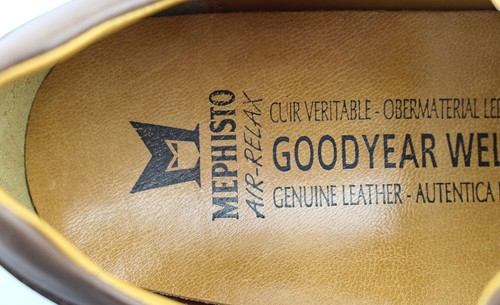 MEPHISTO
AIR-RELAX
CUIR VERITABLE - OBERMATERIAL
GOODYEAR
GENUINE LEATHER - AUTENTICA